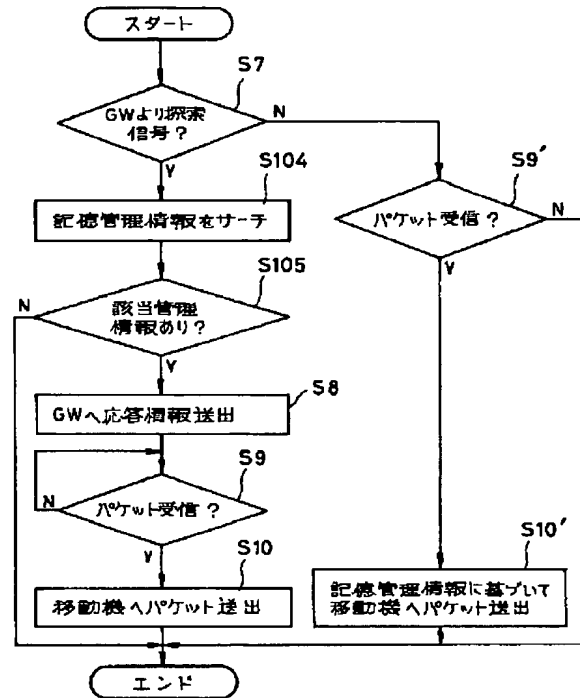 スタート
S7
GWより探索
信号?
N
Y
S104
記憶管理情報をサーチ
S105
該当管理
情報あり?
N
Y
S8
GWへ応答情報送出
S9
パケット受信?
N
Y
S10
移動機へパケット送出
S9′
パケット受信?
N
Y
S10′
記憶管理情報に基づいて
移動機へパケット送出
エンド